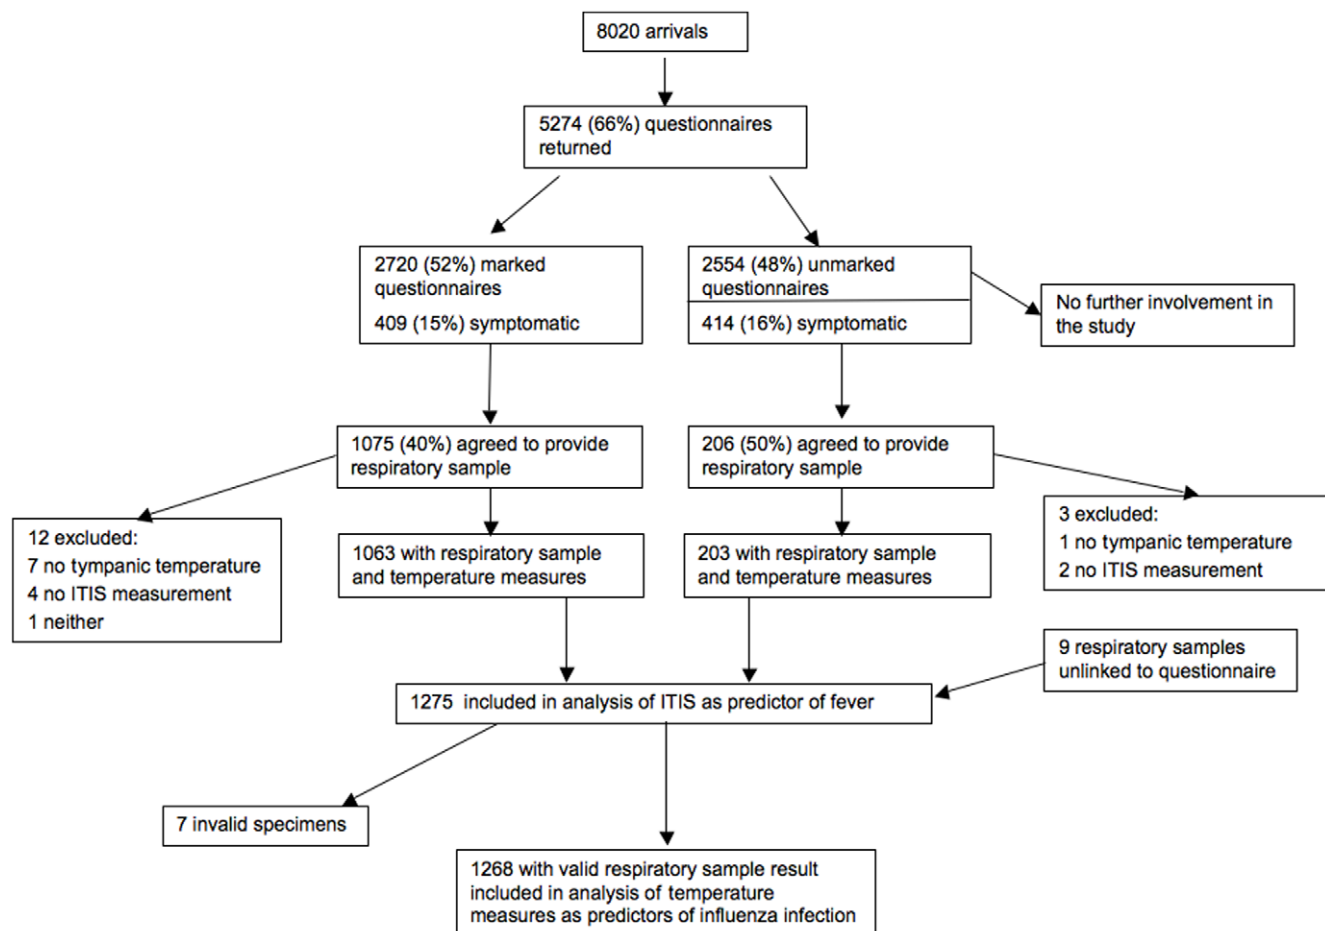 8020 arrivals
5274 (66%) questionnaires
returned
2720 (52%) marked
questionnaires
409 (15%) symptomatic
2554 (48%) unmarked
questionnaires
414 (16%) symptomatic
No further involvement in
the study
1075 (40%) agreed to provide
respiratory sample
206 (50%) agreed to provide
respiratory sample
12 excluded:
7 no tympanic temperature
4 no ITIS measurement
1 neither
1063 with respiratory sample
and temperature measures
203 with respiratory sample
and temperature measures
3 excluded:
1 no tympanic temperature
2 no ITIS measurement
9 respiratory samples
unlinked to questionnaire
1275 included in analysis of ITIS as predictor of fever
7 invalid specimens
1268 with valid respiratory sample result
included in analysis of temperature
measures as predictors of influenza infection